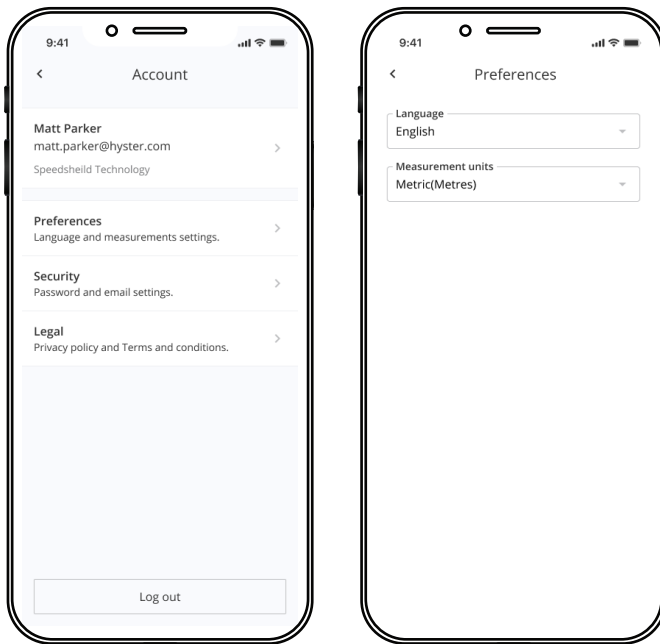 9:41
Account
Matt Parker
matt.parker@hyster.com
Speedsheild Technology
Preferences
Language and measurements settings.
Security
Password and email settings.
Legal
Privacy policy and Terms and conditions.
Log out
9:41
Preferences
Language
English
Measurement units
Metric(Metres)